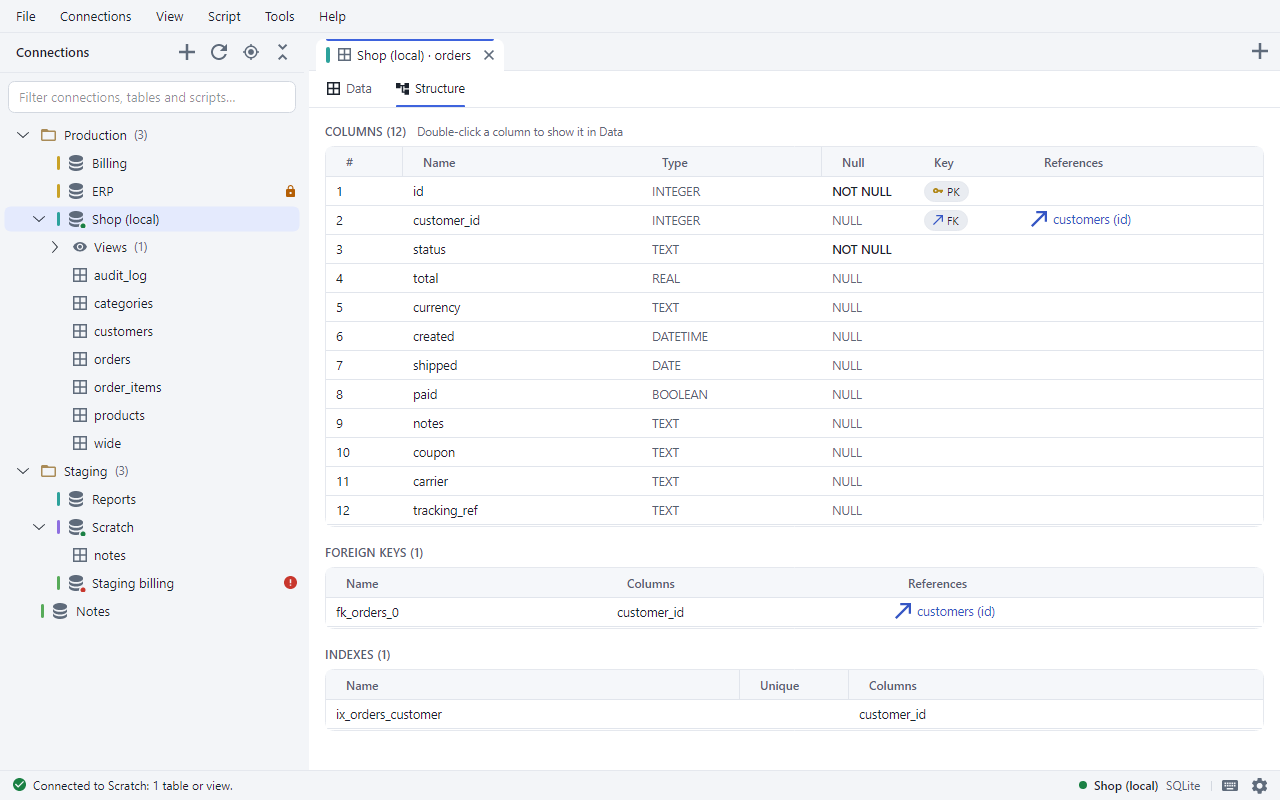 File Connections View Script Tools Help
Connections
Shop (local) · orders
Filter connections, tables and scripts...
Production (3)
Billing
ERP
Shop (local)
Views (1)
audit_log
categories
customers
orders
order_items
products
wide
Staging (3)
Reports
Scratch
notes
Staging billing
Notes
Data Structure
COLUMNS (12) Double-click a column to show it in Data
# Name Type Null Key References
1 id INTEGER NOT NULL PK
2 customer_id INTEGER NULL FK customers (id)
3 status TEXT NOT NULL
4 total REAL NULL
5 currency TEXT NULL
6 created DATETIME NULL
7 shipped DATE NULL
8 paid BOOLEAN NULL
9 notes TEXT NULL
10 coupon TEXT NULL
11 carrier TEXT NULL
12 tracking_ref TEXT NULL
FOREIGN KEYS (1)
Name Columns References
fk_orders_0 customer_id customers (id)
INDEXES (1)
Name Unique Columns
ix_orders_customer customer_id
Connected to Scratch: 1 table or view.
Shop (local) SQLite